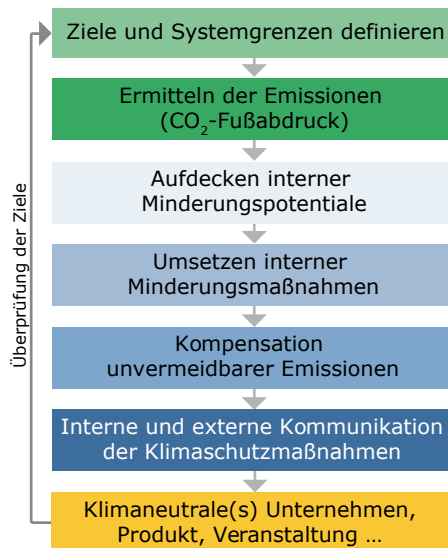 Ziele und Systemgrenzen definieren
Ermitteln der Emissionen
(CO₂-Fußabdruck)
Aufdecken interner
Minderungspotentiale
Umsetzen interner
Minderungsmaßnahmen
Kompensation
unvermeidbarer Emissionen
Interne und externe Kommunikation
der Klimaschutzmaßnahmen
Klimaneutrale(s) Unternehmen,
Produkt, Veranstaltung ...
Überprüfung der Ziele